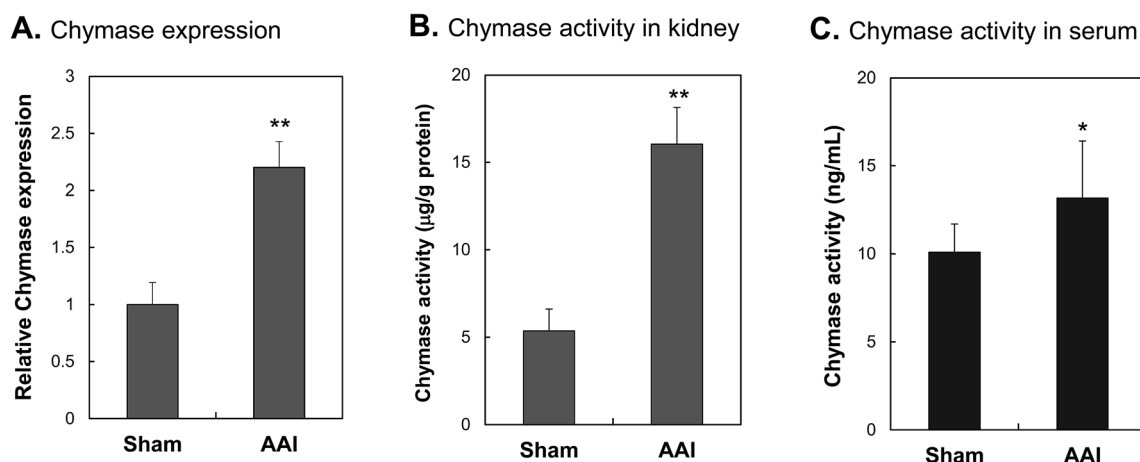 A. Chymase expression
Relative Chymase expression
3
2.5
2
1.5
1
0.5
0
**
Sham
AAI
B. Chymase activity in kidney
Chymase activity (μg/g protein)
20
15
10
5
0
**
Sham
AAI
C. Chymase activity in serum
Chymase activity (ng/mL)
20
15
10
5
0
*
Sham
AAI